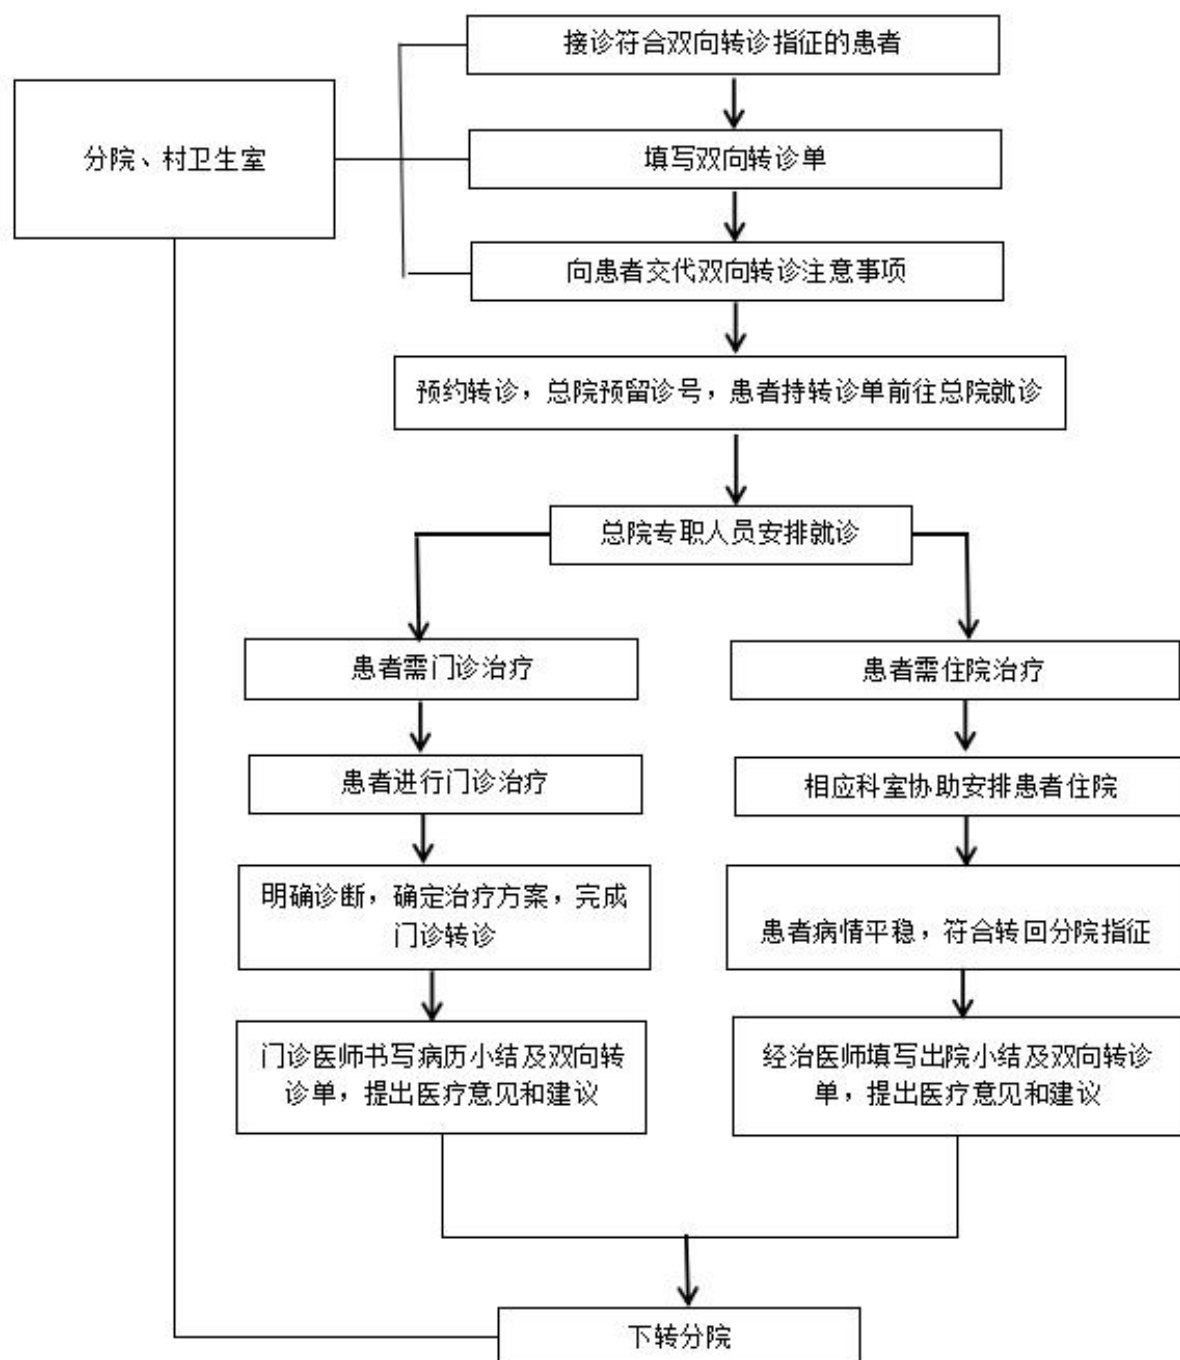 接诊符合双向转诊指征的患者
分院、村卫生室
填写双向转诊单
向患者交代双向转诊注意事项
预约转诊，总院预留诊号，患者持转诊单前往总院就诊
总院专职人员安排就诊
患者需门诊治疗
患者需住院治疗
患者进行门诊治疗
相应科室协助安排患者住院
明确诊断，确定治疗方案，完成
门诊转诊
患者病情平稳，符合转回分院指征
门诊医师书写病历小结及双向转
诊单，提出医疗意见和建议
经治医师填写出院小结及双向转诊
单，提出医疗意见和建议
下转分院